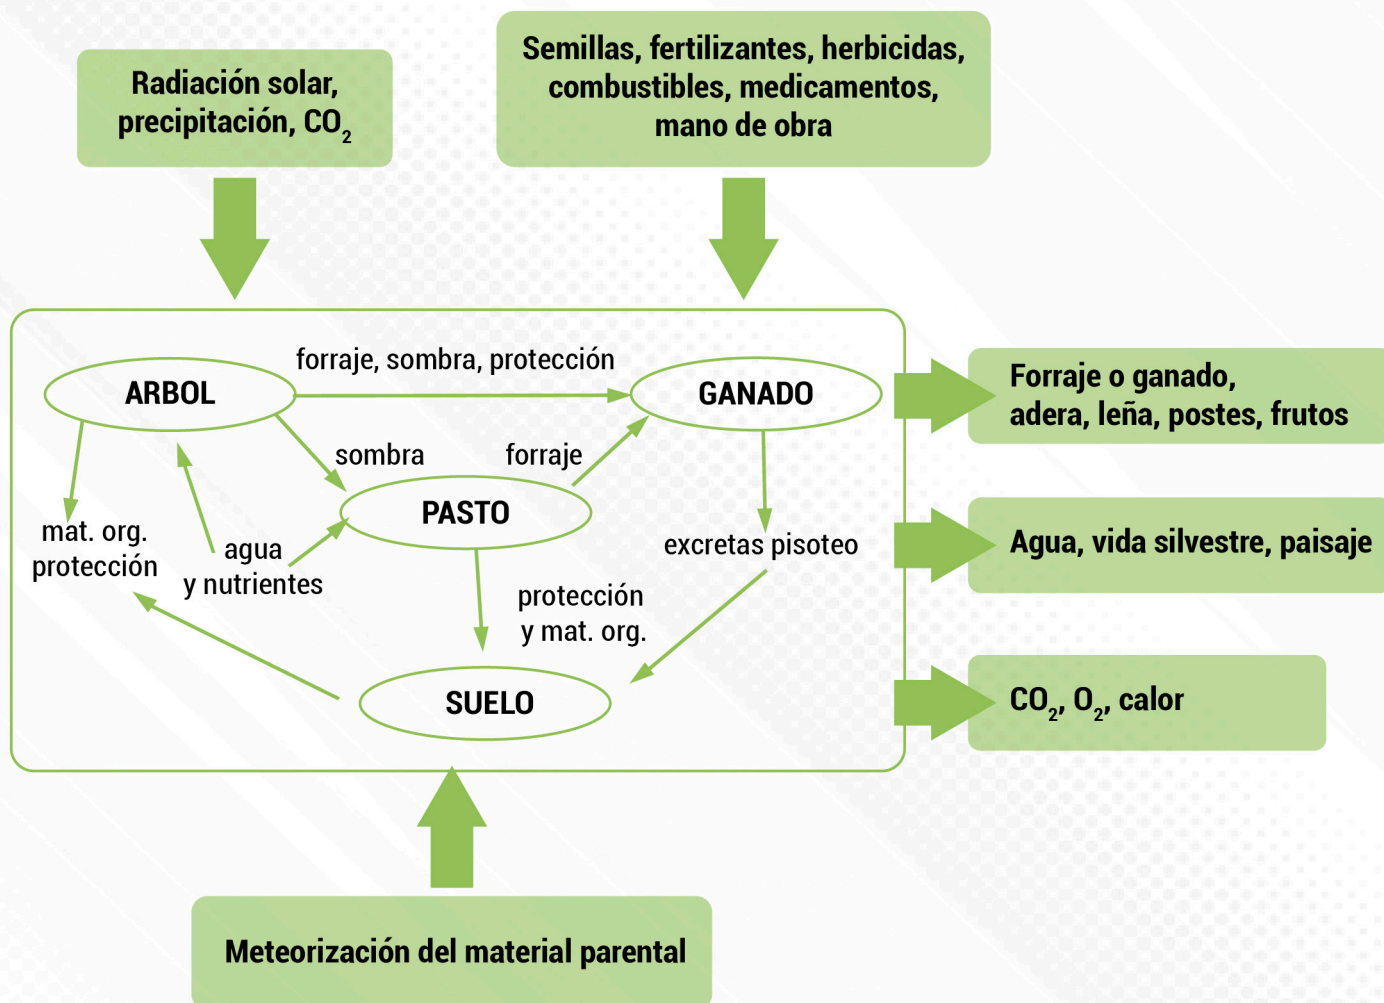 Radiación solar,
precipitación, CO₂
Semillas, fertilizantes, herbicidas,
combustibles, medicamentos,
mano de obra
forraje, sombra, protección
ARBOL
GANADO
Forraje o ganado,
adera, leña, postes, frutos
sombra
forraje
PASTO
mat. org.
protección
agua
y nutrientes
excretas pisoteo
Agua, vida silvestre, paisaje
protección
y mat. org.
SUELO
CO₂, O₂, calor
Meteorización del material parental